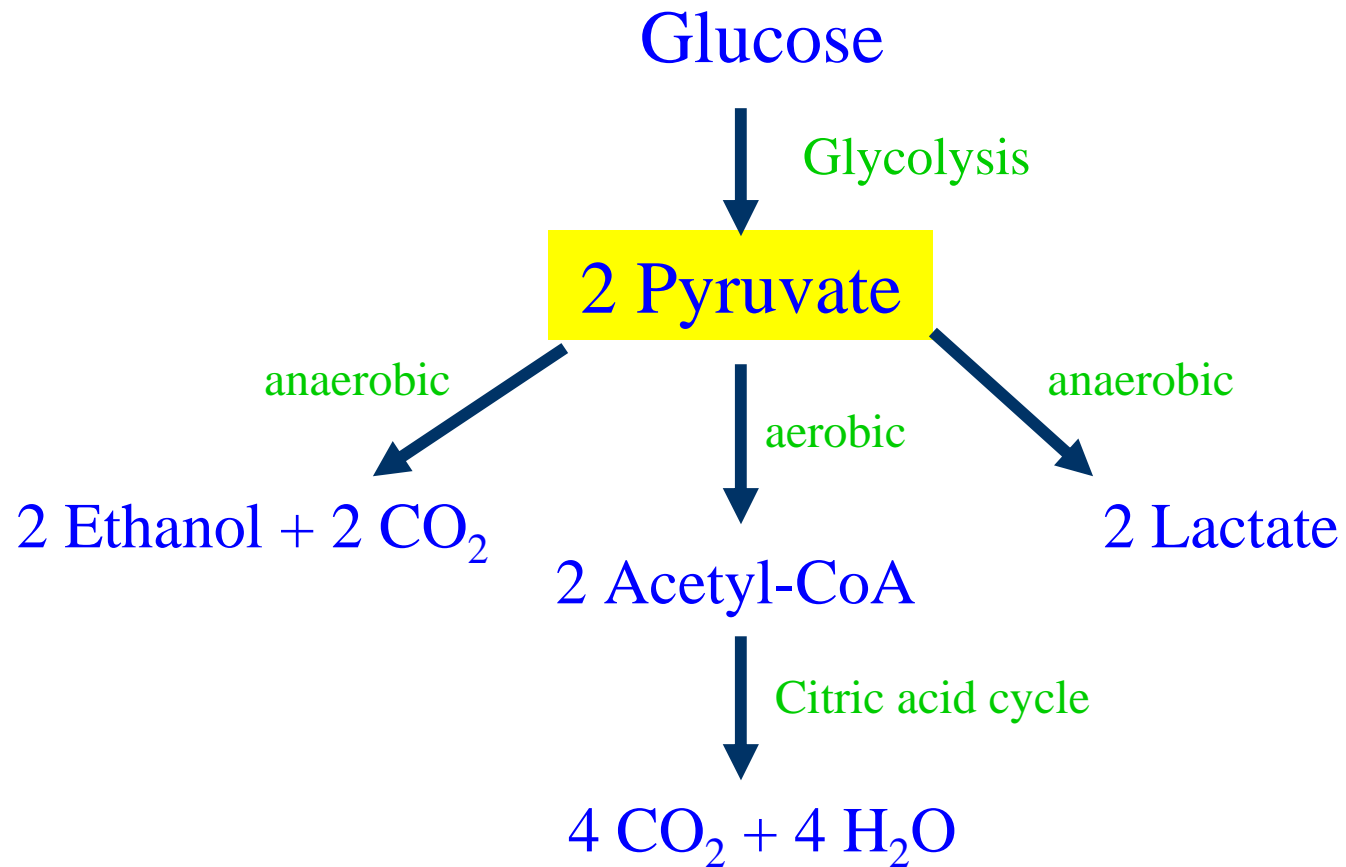 Glucose
Glycolysis
2 Pyruvate
anaerobic
aerobic
anaerobic
2 Ethanol + 2 CO₂
2 Acetyl-CoA
2 Lactate
Citric acid cycle
4 CO₂ + 4 H₂O